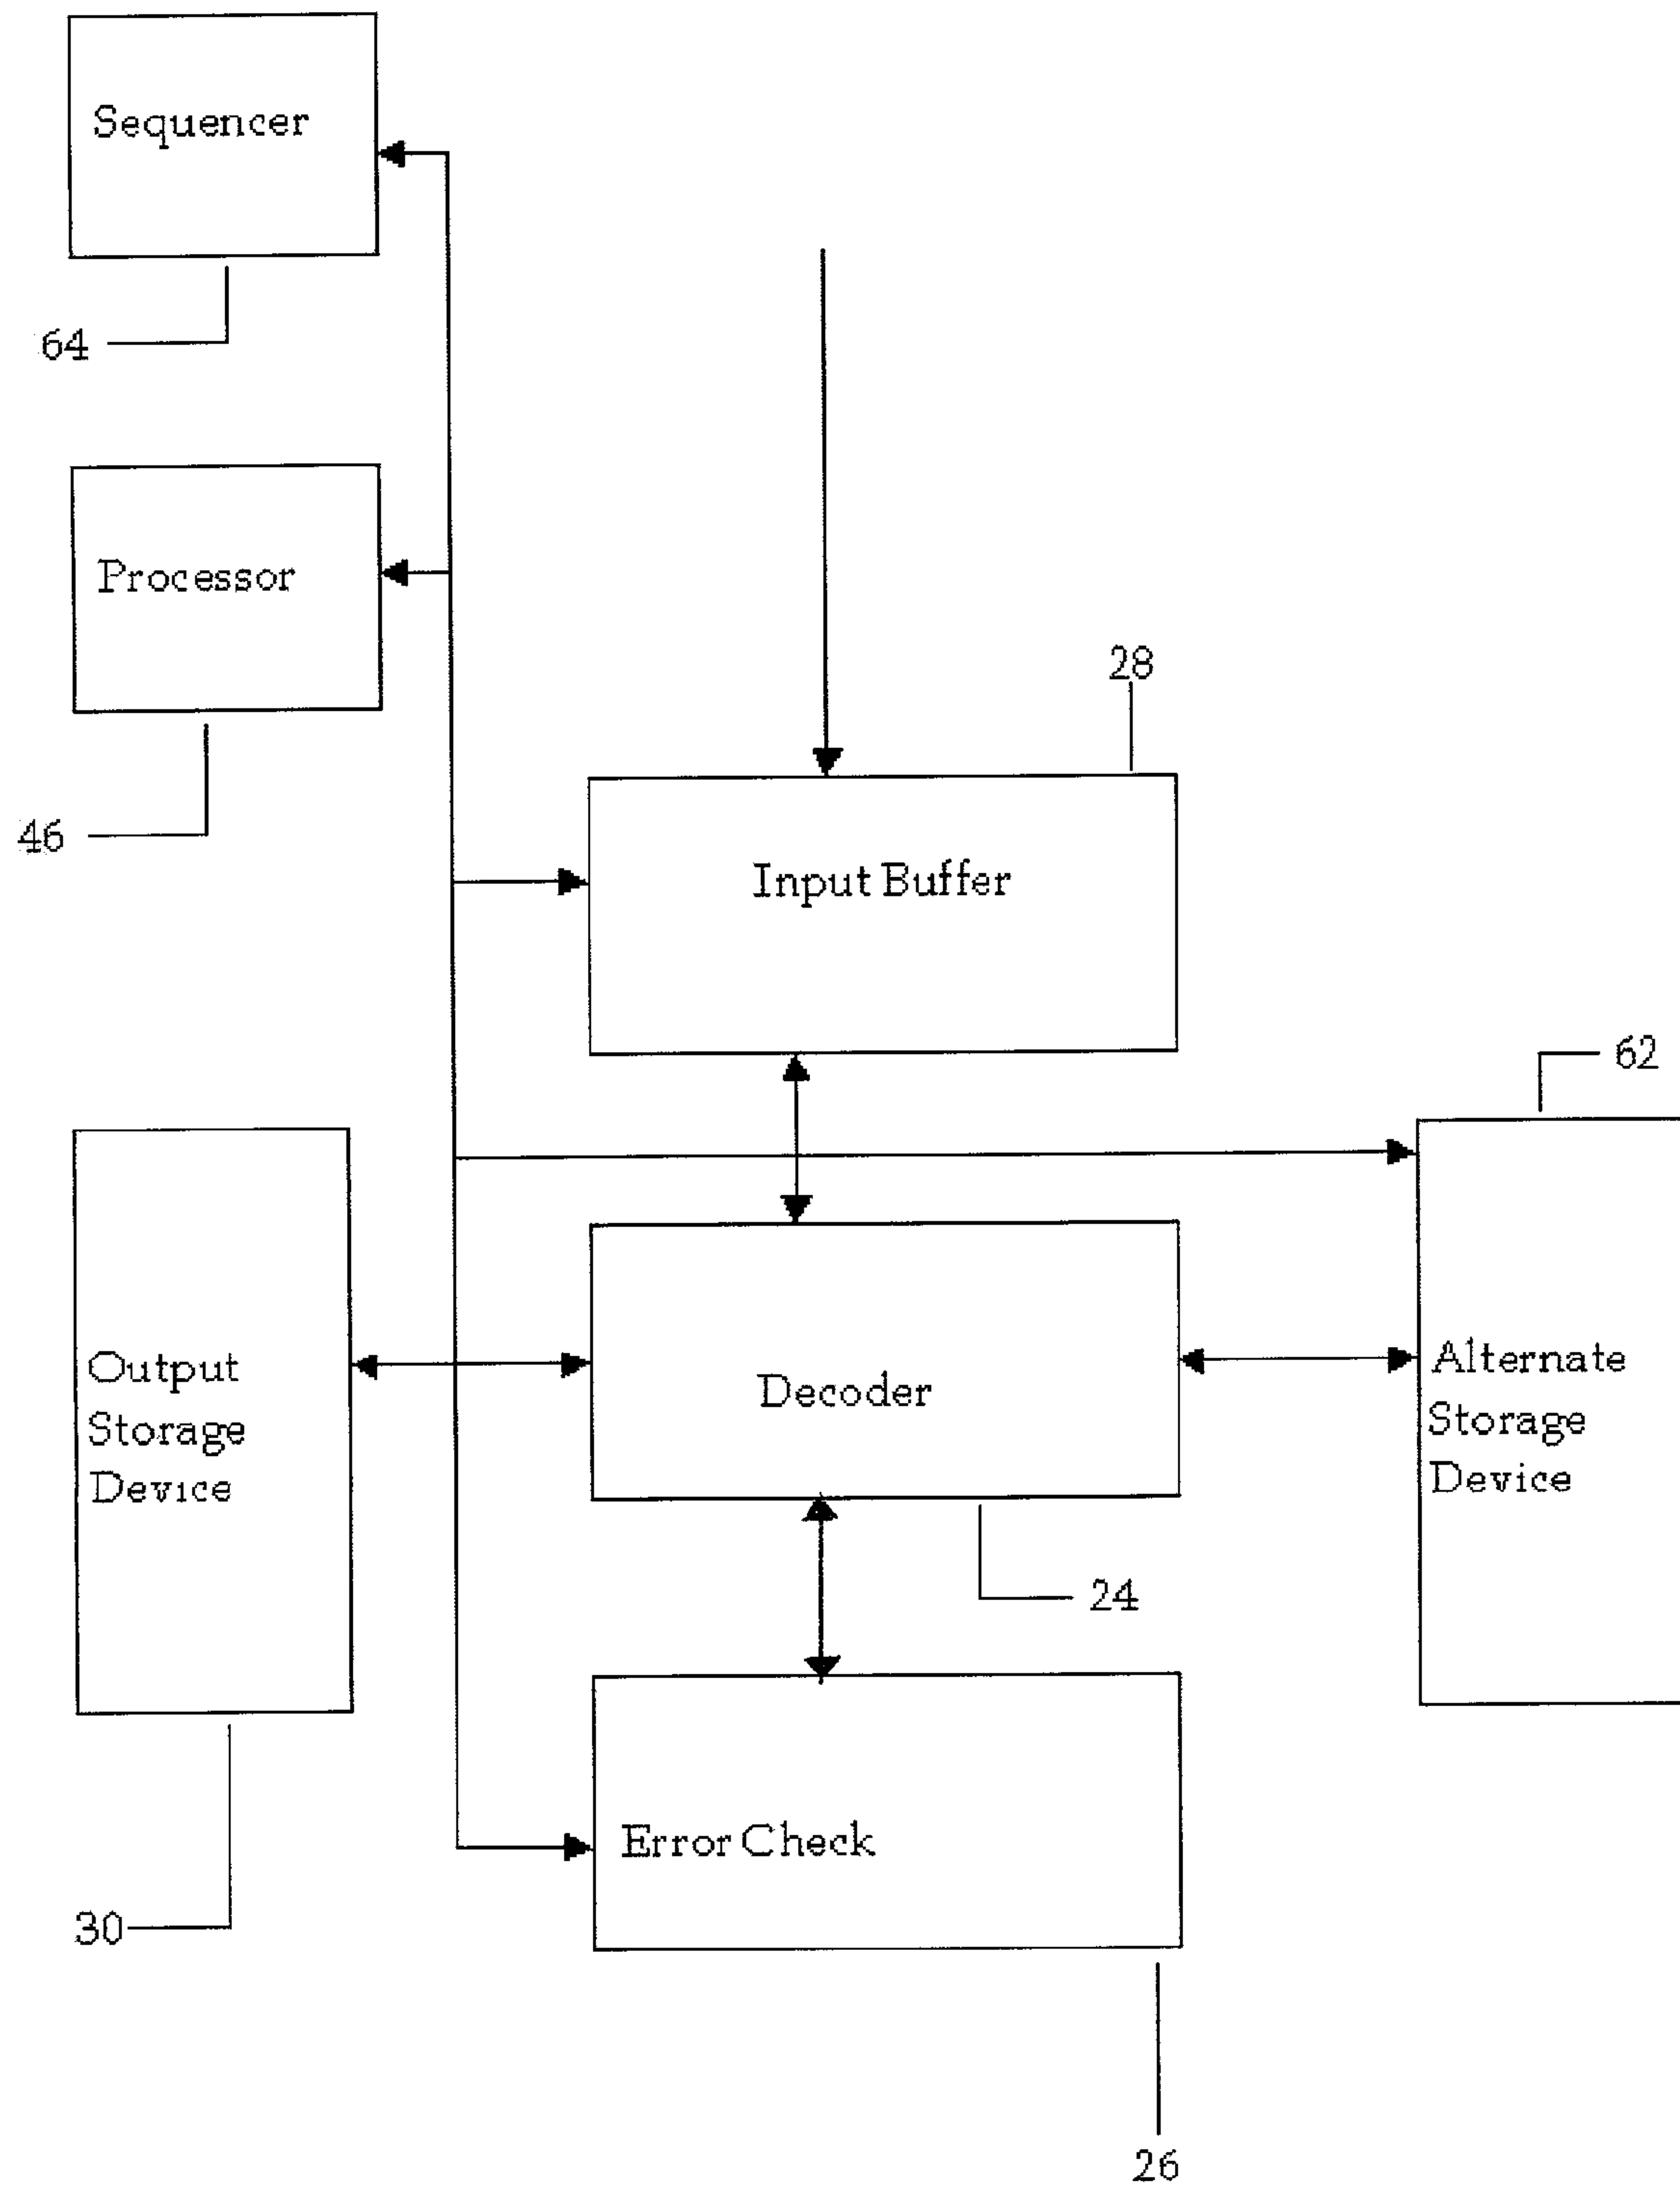 Sequencer
64
Processor
46
28
Input Buffer
62
Output
Storage
Device
Decoder
Alternate
Storage
Device
24
Error Check
30
26